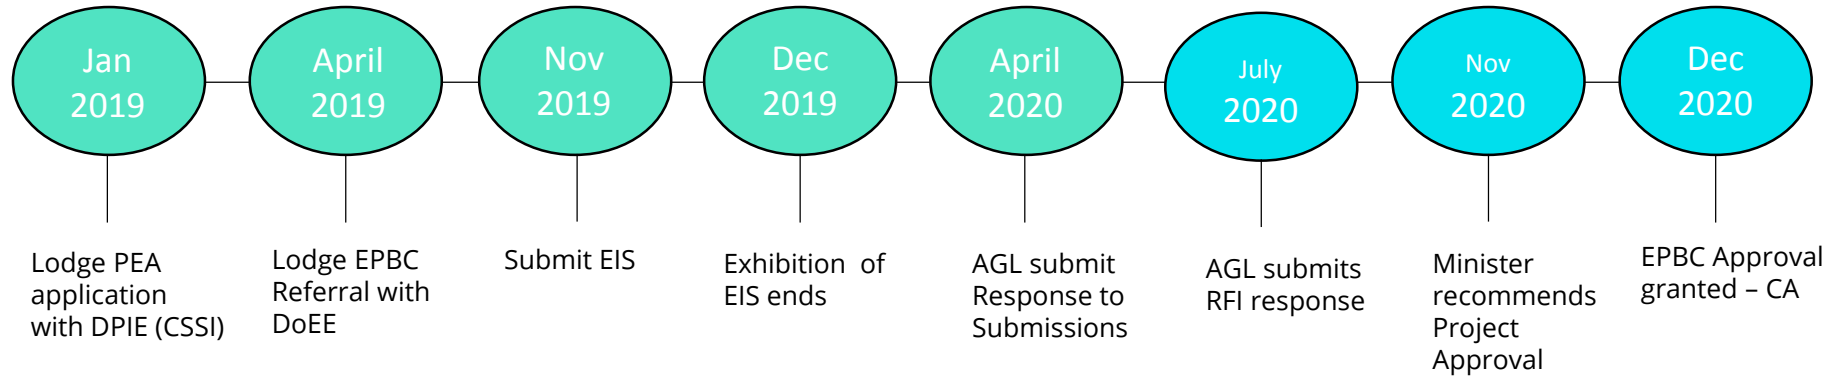 Jan
2019
April
2019
Nov
2019
Dec
2019
April
2020
July
2020
Nov
2020
Dec
2020
Lodge PEA
application
with DPIE (CSSI)
Lodge EPBC
Referral with
DoEE
Submit EIS
Exhibition of
EIS ends
AGL submit
Response to
Submissions
AGL submits
RFI response
Minister
recommends
Project
Approval
EPBC Approval
granted – CA